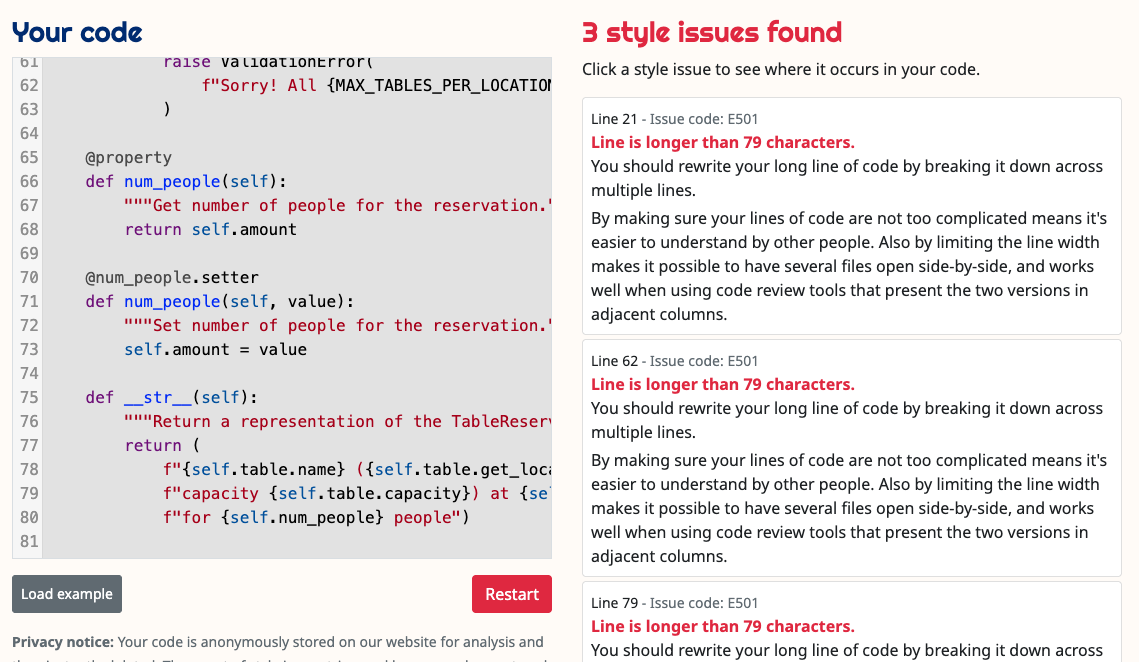 Your code
61 raise ValidationError(
62 f"Sorry! All {MAX_TABLES_PER_LOCATION
63 )
64
65 @property
66 def num_people(self):
67 """Get number of people for the reservation."
68 return self.amount
69
70 @num_people.setter
71 def num_people(self, value):
72 """Set number of people for the reservation."
73 self.amount = value
74
75 def __str__(self):
76 """Return a representation of the TableReser
77 return (
78 f"{self.table.name} ({self.table.get_loca
79 f"capacity {self.table.capacity}) at {sel
80 f"for {self.num_people} people")
81
Load example
Restart
Privacy notice: Your code is anonymously stored on our website for analysis and
3 style issues found
Click a style issue to see where it occurs in your code.
Line 21 - Issue code: E501
Line is longer than 79 characters.
You should rewrite your long line of code by breaking it down across
multiple lines.
By making sure your lines of code are not too complicated means it's
easier to understand by other people. Also by limiting the line width
makes it possible to have several files open side-by-side, and works
well when using code review tools that present the two versions in
adjacent columns.
Line 62 - Issue code: E501
Line is longer than 79 characters.
You should rewrite your long line of code by breaking it down across
multiple lines.
By making sure your lines of code are not too complicated means it's
easier to understand by other people. Also by limiting the line width
makes it possible to have several files open side-by-side, and works
well when using code review tools that present the two versions in
adjacent columns.
Line 79 - Issue code: E501
Line is longer than 79 characters.
You should rewrite your long line of code by breaking it down across